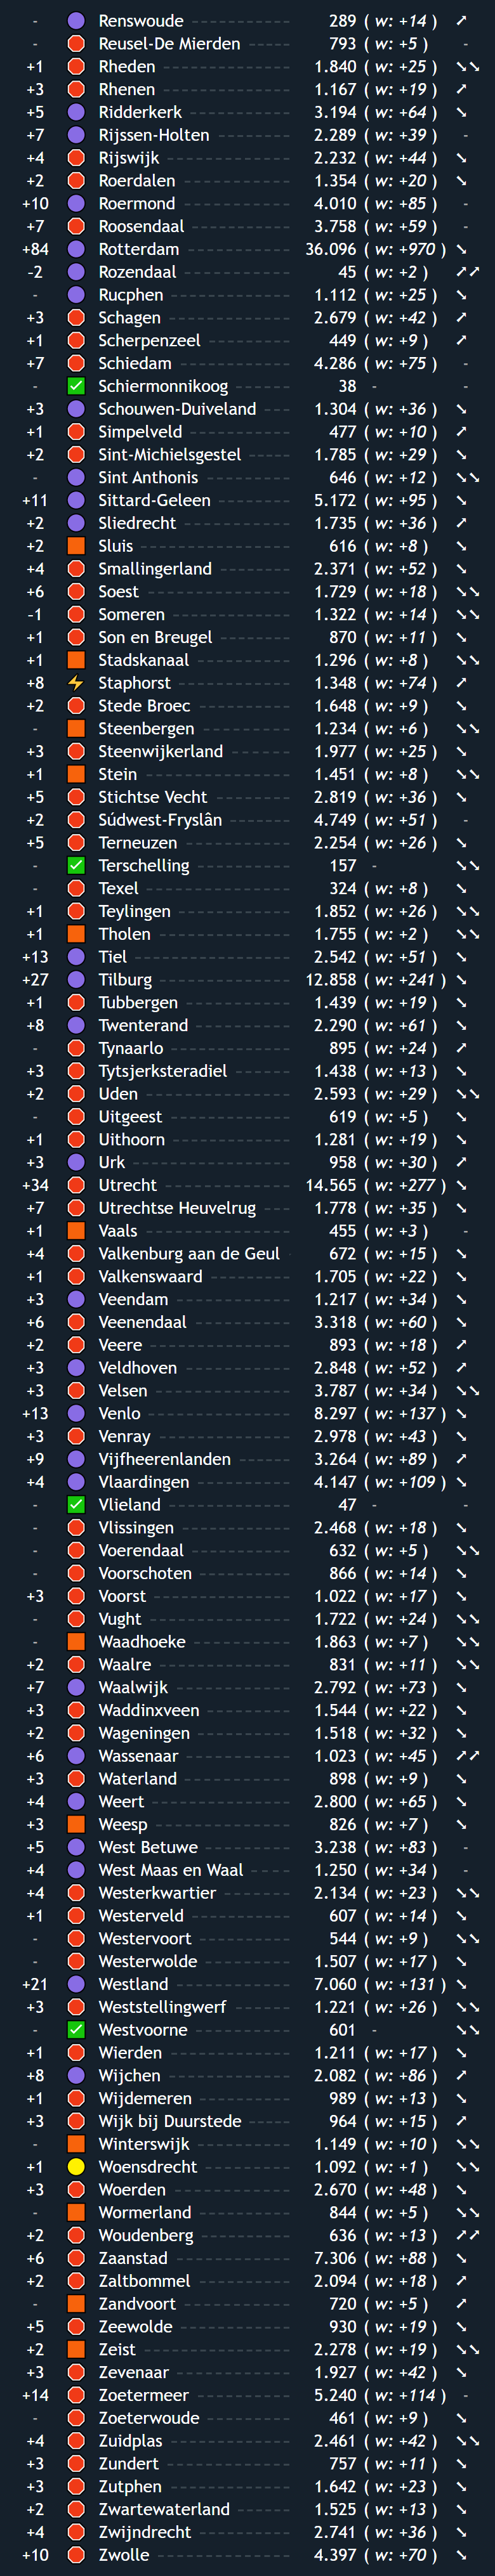 - Renswoude 289 ( w: +14 ) ➚
- Reusel-De Mierden 793 ( w: +5 ) -
+1 Rheden 1.840 ( w: +25 ) ➘➘
+3 Rhenen 1.167 ( w: +19 ) ➚
+5 Ridderkerk 3.194 ( w: +64 ) ➘
+7 Rijssen-Holten 2.289 ( w: +39 ) -
+4 Rijswijk 2.232 ( w: +44 ) ➘
+2 Roerdalen 1.354 ( w: +20 ) ➘
+10 Roermond 4.010 ( w: +85 ) -
+7 Roosendaal 3.758 ( w: +59 ) -
+84 Rotterdam 36.096 ( w: +970 ) ➘
-2 Rozendaal 45 ( w: +2 ) ➚➚
- Rucphen 1.112 ( w: +25 ) ➘
+3 Schagen 2.679 ( w: +42 ) ➚
+1 Scherpenzeel 449 ( w: +9 ) ➚
+7 Schiedam 4.286 ( w: +75 ) -
- Schiermonnikoog 38 - -
+3 Schouwen-Duiveland 1.304 ( w: +36 ) ➘
+1 Simpelveld 477 ( w: +10 ) ➚
+2 Sint-Michielsgestel 1.785 ( w: +29 ) ➘
- Sint Anthonis 646 ( w: +12 ) ➘➘
+11 Sittard-Geleen 5.172 ( w: +95 ) ➘
+2 Sliedrecht 1.735 ( w: +36 ) ➚
+2 Sluis 616 ( w: +8 ) ➘
+4 Smallingerland 2.371 ( w: +52 ) ➘
+6 Soest 1.729 ( w: +18 ) ➘➘
-1 Someren 1.322 ( w: +14 ) ➘➘
+1 Son en Breugel 870 ( w: +11 ) ➘
+1 Stadskanaal 1.296 ( w: +8 ) ➘➘
+8 Staphorst 1.348 ( w: +74 ) ➚
+2 Stede Broec 1.648 ( w: +9 ) ➘
- Steenbergen 1.234 ( w: +6 ) ➘➘
+3 Steenwijkerland 1.977 ( w: +25 ) ➘
+1 Stein 1.451 ( w: +8 ) ➘➘
+5 Stichtse Vecht 2.819 ( w: +36 ) ➘
+2 Súdwest-Fryslân 4.749 ( w: +51 ) -
+5 Terneuzen 2.254 ( w: +26 ) ➘
- Terschelling 157 - ➘➘
- Texel 324 ( w: +8 ) ➘
+1 Teylingen 1.852 ( w: +26 ) ➘➘
+1 Tholen 1.755 ( w: +2 ) ➘➘
+13 Tiel 2.542 ( w: +51 ) ➘
+27 Tilburg 12.858 ( w: +241 ) ➘
+1 Tubbergen 1.439 ( w: +19 ) ➘
+8 Twenterand 2.290 ( w: +61 ) ➘
- Tynaarlo 895 ( w: +24 ) ➚
+3 Tytsjerksteradiel 1.438 ( w: +13 ) ➘
+2 Uden 2.593 ( w: +29 ) ➘➘
- Uitgeest 619 ( w: +5 ) ➘
+1 Uithoorn 1.281 ( w: +19 ) ➘
+3 Urk 958 ( w: +30 ) ➚
+34 Utrecht 14.565 ( w: +277 ) ➘
+7 Utrechtse Heuvelrug 1.778 ( w: +35 ) ➘
+1 Vaals 455 ( w: +3 ) -
+4 Valkenburg aan de Geul 672 ( w: +15 ) ➘
+1 Valkenswaard 1.705 ( w: +22 ) ➘
+3 Veendam 1.217 ( w: +34 ) ➘
+6 Veenendaal 3.318 ( w: +60 ) ➘
+2 Veere 893 ( w: +18 ) ➚
+3 Veldhoven 2.848 ( w: +52 ) ➚
+3 Velsen 3.787 ( w: +34 ) ➘➘
+13 Venlo 8.297 ( w: +137 ) ➘
+3 Venray 2.978 ( w: +43 ) ➘
+9 Vijfheerenlanden 3.264 ( w: +89 ) ➚
+4 Vlaardingen 4.147 ( w: +109 ) ➘
- Vlieland 47 - -
- Vlissingen 2.468 ( w: +18 ) ➘
- Voerendaal 632 ( w: +5 ) ➘➘
- Voorschoten 866 ( w: +14 ) ➘
+3 Voorst 1.022 ( w: +17 ) ➘
- Vught 1.722 ( w: +24 ) ➘➘
- Waadhoeke 1.863 ( w: +7 ) ➘➘
+2 Waalre 831 ( w: +11 ) ➘➘
+7 Waalwijk 2.792 ( w: +73 ) ➘
+3 Waddinxveen 1.544 ( w: +22 ) ➘
+2 Wageningen 1.518 ( w: +32 ) ➘
+6 Wassenaar 1.023 ( w: +45 ) ➚➚
+3 Waterland 898 ( w: +9 ) ➘
+4 Weert 2.800 ( w: +65 ) ➘
+3 Weesp 826 ( w: +7 ) ➘
+5 West Betuwe 3.238 ( w: +83 ) -
+4 West Maas en Waal 1.250 ( w: +34 ) -
+4 Westerkwartier 2.134 ( w: +23 ) ➘➘
+1 Westerveld 607 ( w: +14 ) ➘
- Westervoort 544 ( w: +9 ) ➘➘
- Westerwolde 1.507 ( w: +17 ) ➘
+21 Westland 7.060 ( w: +131 ) ➘
+3 Weststellingwerf 1.221 ( w: +26 ) ➘➘
- Westvoorne 601 - ➘➘
+1 Wierden 1.211 ( w: +17 ) ➘
+8 Wijchen 2.082 ( w: +86 ) ➚
+1 Wijdemeren 989 ( w: +13 ) ➘
+3 Wijk bij Duurstede 964 ( w: +15 ) ➚
- Winterswijk 1.149 ( w: +10 ) ➘➘
+1 Woensdrecht 1.092 ( w: +1 ) ➘➘
+3 Woerden 2.670 ( w: +48 ) ➘
- Wormerland 844 ( w: +5 ) ➘➘
+2 Woudenberg 636 ( w: +13 ) ➚➚
+6 Zaanstad 7.306 ( w: +88 ) ➘
+2 Zaltbommel 2.094 ( w: +18 ) ➚
- Zandvoort 720 ( w: +5 ) ➚
+5 Zeewolde 930 ( w: +19 ) ➘
+2 Zeist 2.278 ( w: +19 ) ➘➘
+3 Zevenaar 1.927 ( w: +42 ) ➘
+14 Zoetermeer 5.240 ( w: +114 ) -
- Zoeterwoude 461 ( w: +9 ) ➘
+4 Zuidplas 2.461 ( w: +42 ) ➘➘
+3 Zundert 757 ( w: +11 ) ➘
+3 Zutphen 1.642 ( w: +23 ) ➘
+2 Zwartewaterland 1.525 ( w: +13 ) ➘
+4 Zwijndrecht 2.741 ( w: +36 ) ➘
+10 Zwolle 4.397 ( w: +70 ) ➘